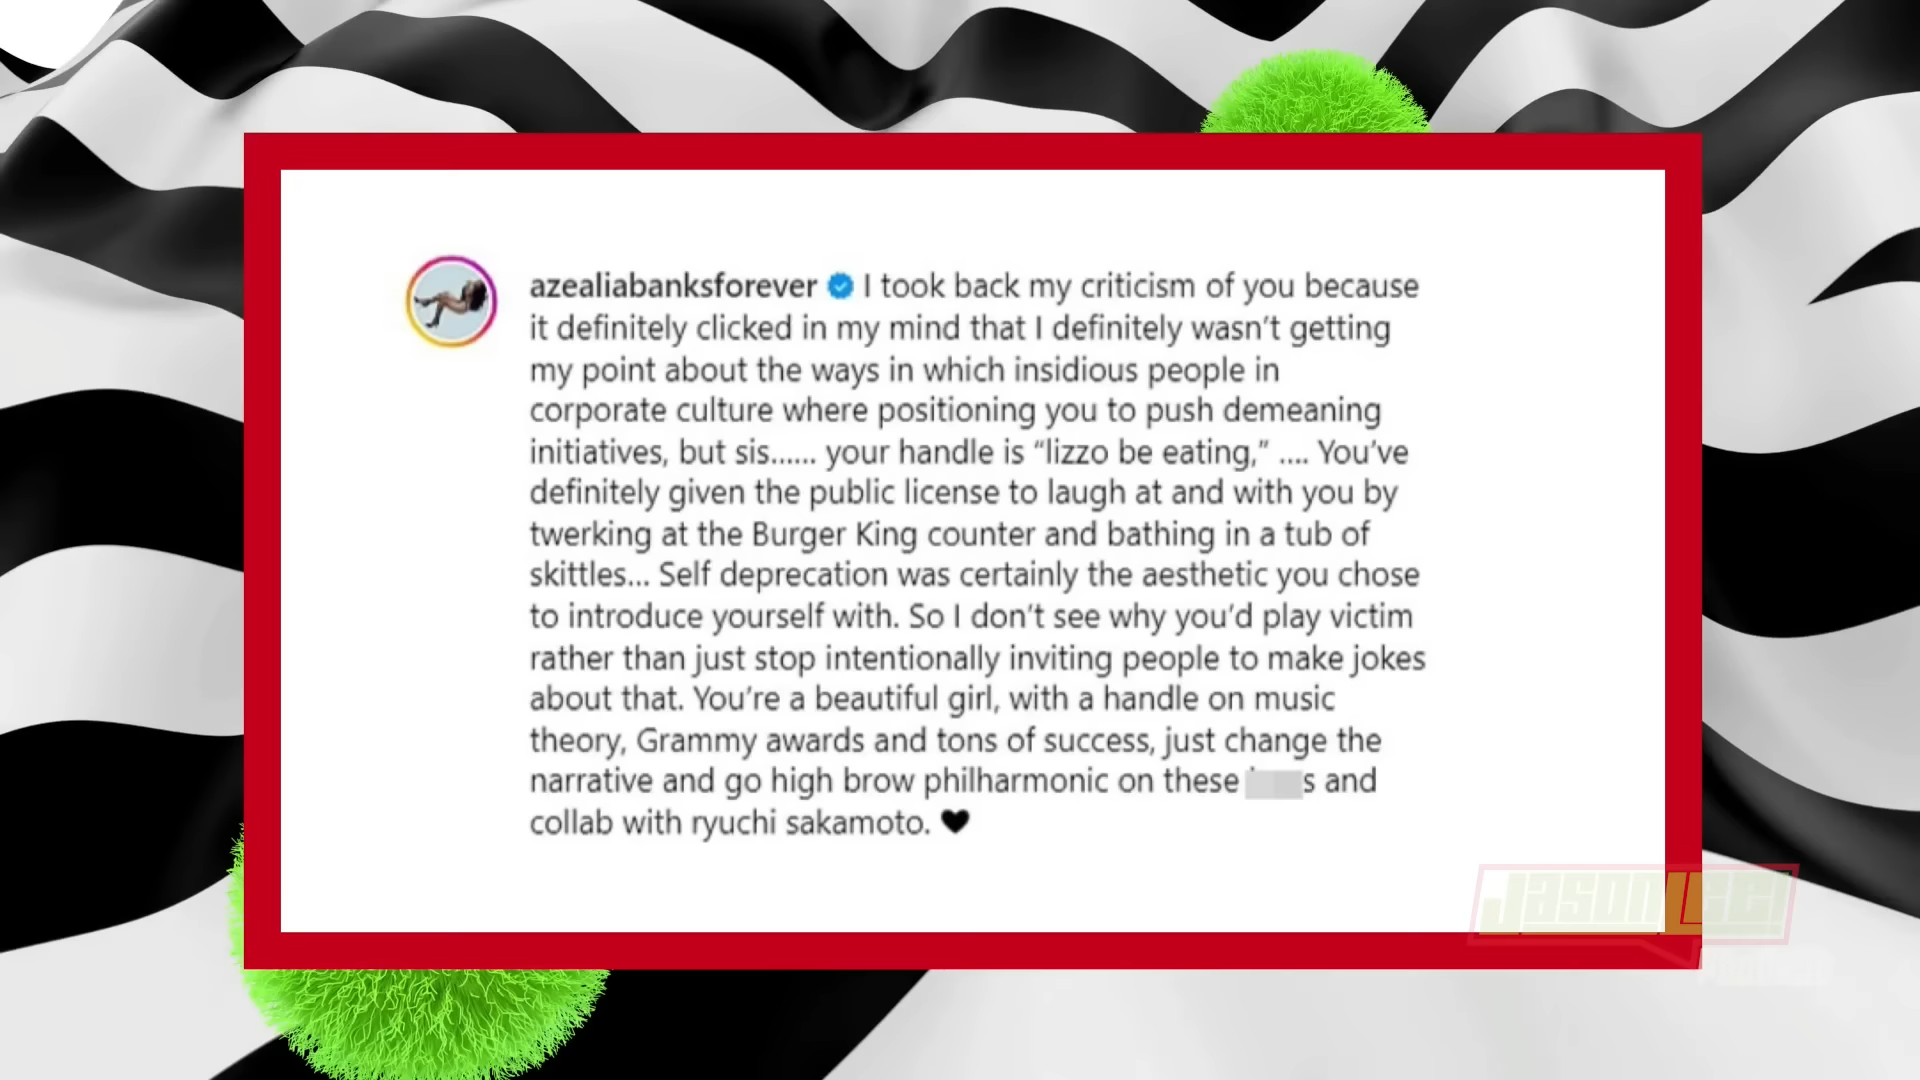 azealiabanksforever I took back my criticism of you because
it definitely clicked in my mind that I definitely wasn't getting
my point about the ways in which insidious people in
corporate culture where positioning you to push demeaning
initiatives, but sis...... your handle is “lizzo be eating,” .... You've
definitely given the public license to laugh at and with you by
twerking at the Burger King counter and bathing in a tub of
skittles... Self deprecation was certainly the aesthetic you chose
to introduce yourself with. So I don't see why you'd play victim
rather than just stop intentionally inviting people to make jokes
about that. You're a beautiful girl, with a handle on music
theory, Grammy awards and tons of success, just change the
narrative and go high brow philharmonic on these and
collab with ryuchi sakamoto. 🖤